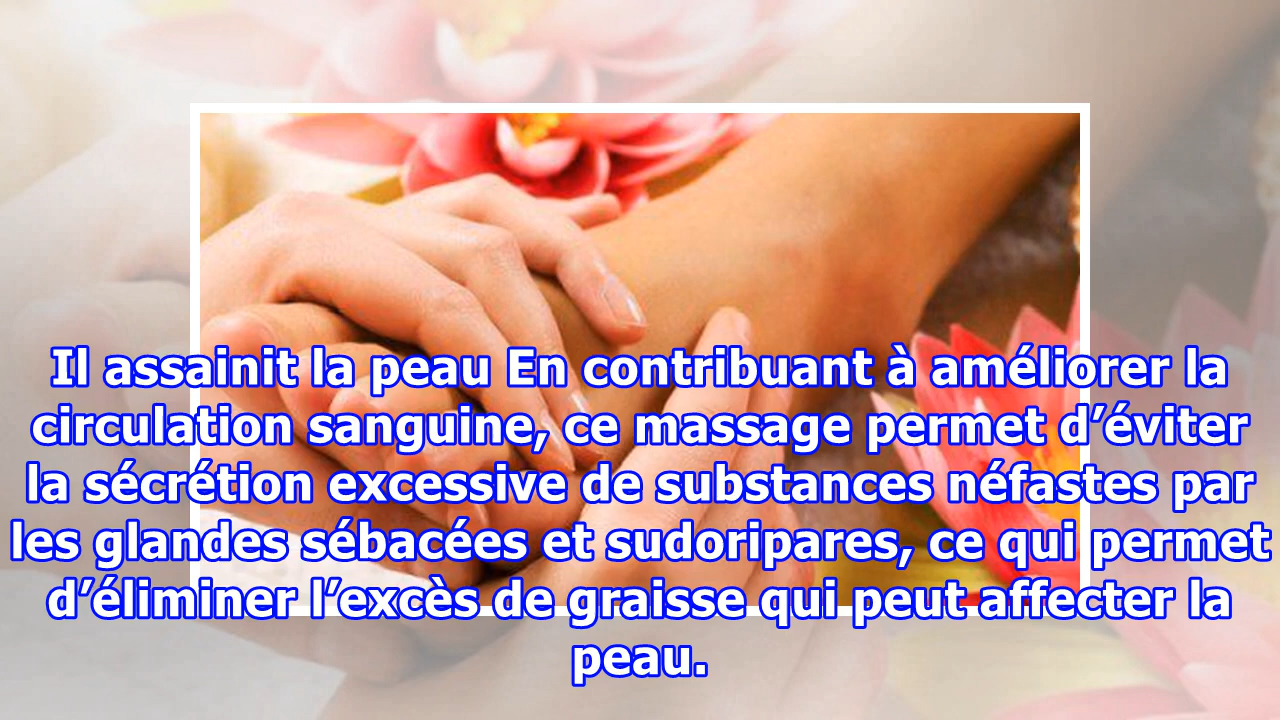 Il assainit la peau En contribuant à améliorer la
circulation sanguine, ce massage permet d’éviter
la sécrétion excessive de substances néfastes par
les glandes sébacées et sudoripares, ce qui permet
d’éliminer l’excès de graisse qui peut affecter la
peau.